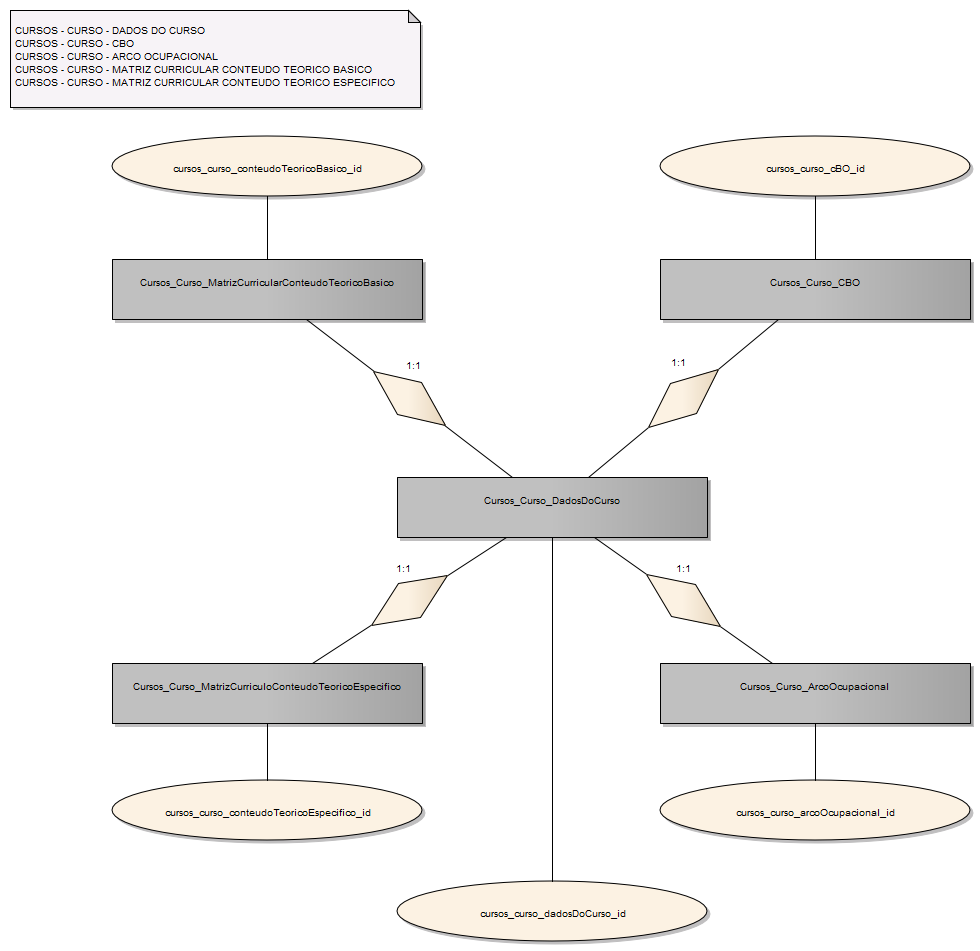 CURSOS - CURSO - DADOS DO CURSO
CURSOS - CURSO - CBO
CURSOS - CURSO - ARCO OCUPACIONAL
CURSOS - CURSO - MATRIZ CURRICULAR CONTEUDO TEORICO BASICO
CURSOS - CURSO - MATRIZ CURRICULAR CONTEUDO TEORICO ESPECIFICO
cursos_curso_conteudoTeoricoBasico_id
cursos_curso_cBO_id
Cursos_Curso_MatrizCurricularConteudoTeoricoBasico
Cursos_Curso_CBO
1:1
1:1
Cursos_Curso_DadosDoCurso
1:1
1:1
Cursos_Curso_MatrizCurriculoConteudoTeoricoEspecifico
Cursos_Curso_ArcoOcupacional
cursos_curso_conteudoTeoricoEspecifico_id
cursos_curso_arcoOcupacional_id
cursos_curso_dadosDoCurso_id